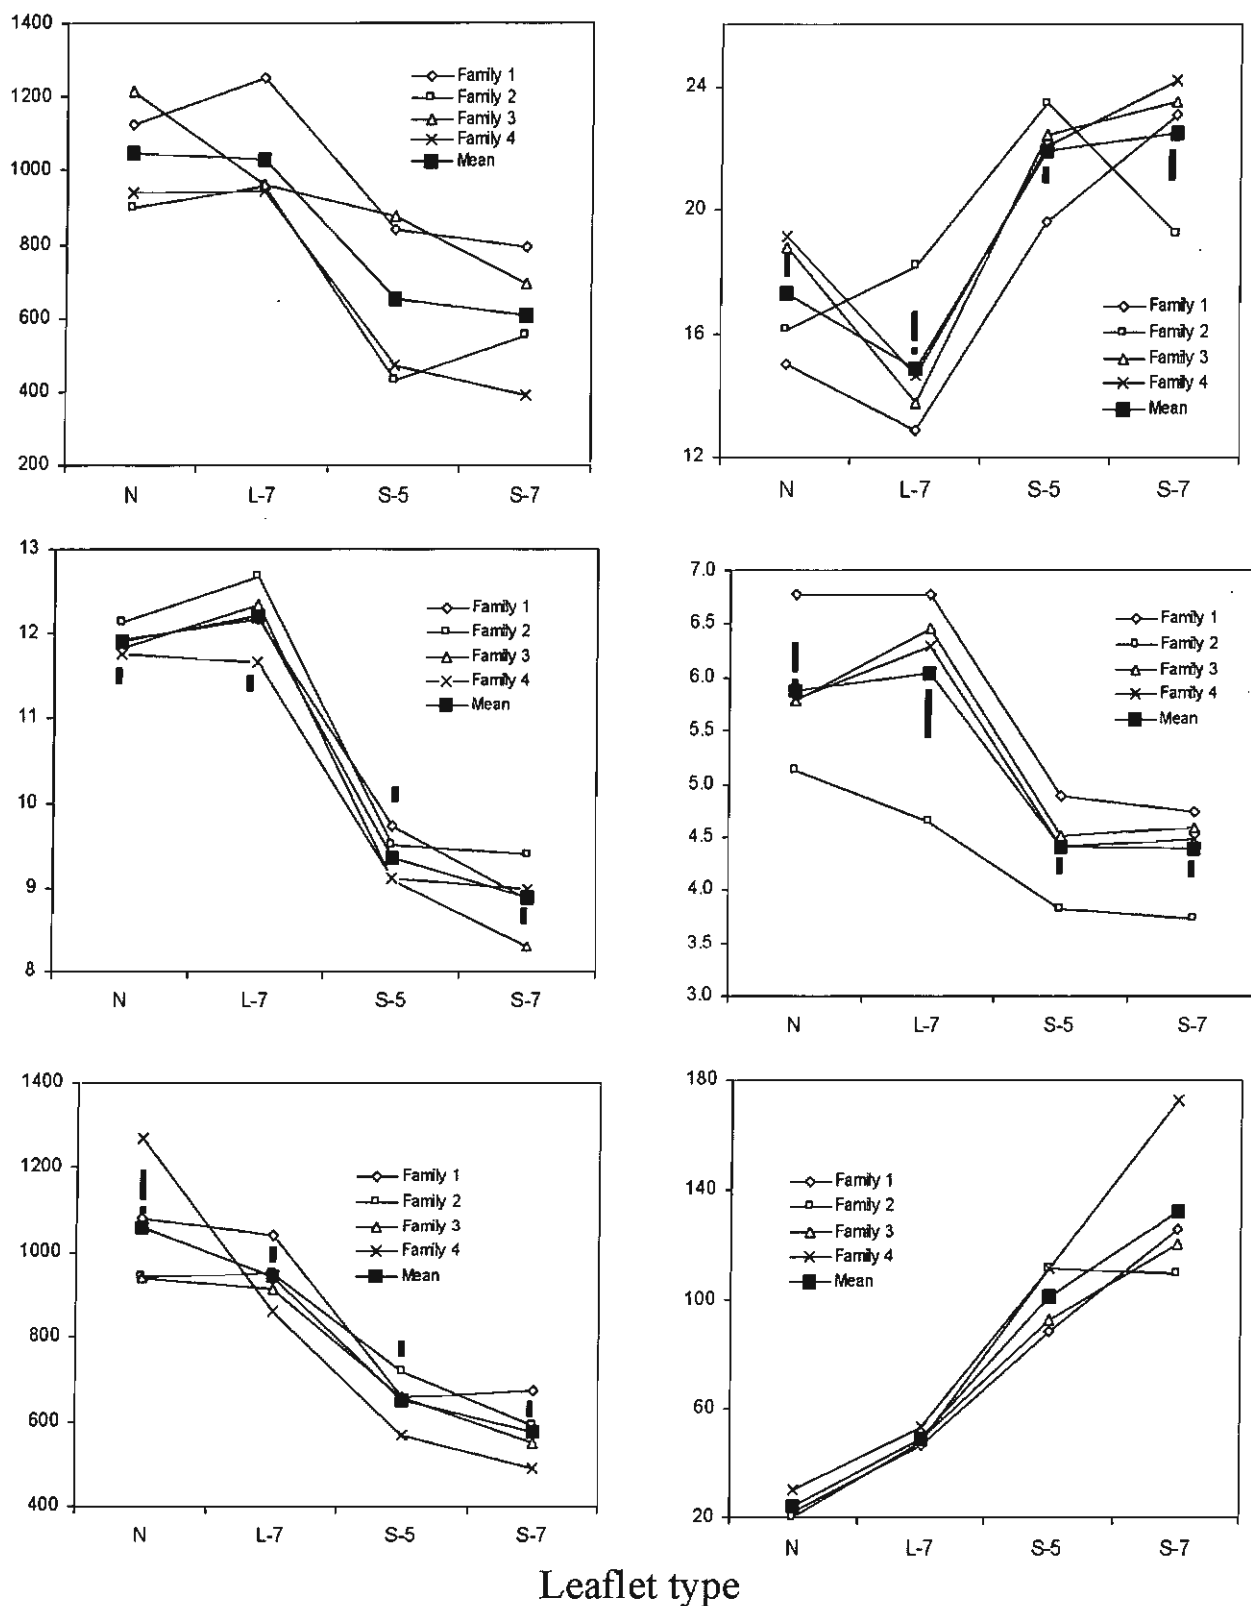 1400
1200
1000
800
600
400
200
Family 1
Family 2
Family 3
Family 4
Mean
N L-7 S-5 S-7
24
20
16
12
Family 1
Family 2
Family 3
Family 4
Mean
N L-7 S-5 S-7
13
12
11
10
9
8
Family 1
Family 2
Family 3
Family 4
Mean
N L-7 S-5 S-7
7.0
6.5
6.0
5.5
5.0
4.5
4.0
3.5
3.0
Family 1
Family 2
Family 3
Family 4
Mean
N L-7 S-5 S-7
1400
1200
1000
800
600
400
Family 1
Family 2
Family 3
Family 4
Mean
N L-7 S-5 S-7
180
140
100
60
20
Family 1
Family 2
Family 3
Family 4
Mean
N L-7 S-5 S-7
Leaflet type